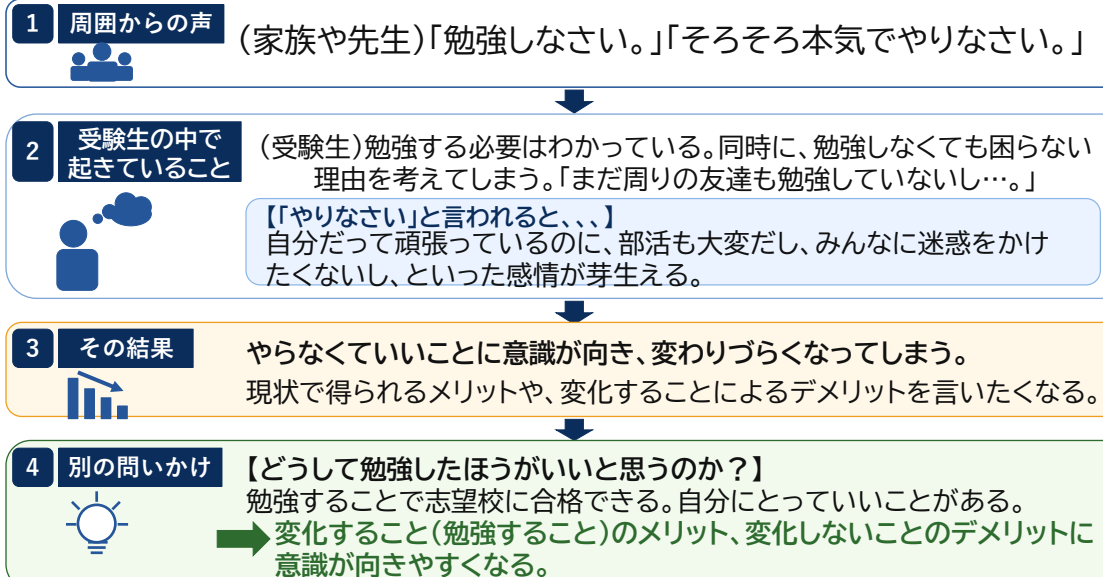 1 周囲からの声
(家族や先生)「勉強しなさい。」「そろそろ本気でやりなさい。」
2 受験生の中で
起きていること
(受験生)勉強する必要はわかっている。同時に、勉強しなくても困らない
理由を考えてしまう。「まだ周りの友達も勉強していないし…。」
【「やりなさい」と言われると、、、】
自分だって頑張っているのに、部活も大変だし、みんなに迷惑をかけ
たくないし、といった感情が芽生える。
3 その結果
やらなくていいことに意識が向き、変わりづらくなってしまう。
現状で得られるメリットや、変化することによるデメリットを言いたくなる。
4 別の問いかけ
【どうして勉強したほうがいいと思うのか?】
勉強することで志望校に合格できる。自分にとっていいことがある。
変化すること(勉強すること)のメリット、変化しないことのデメリットに
意識が向きやすくなる。